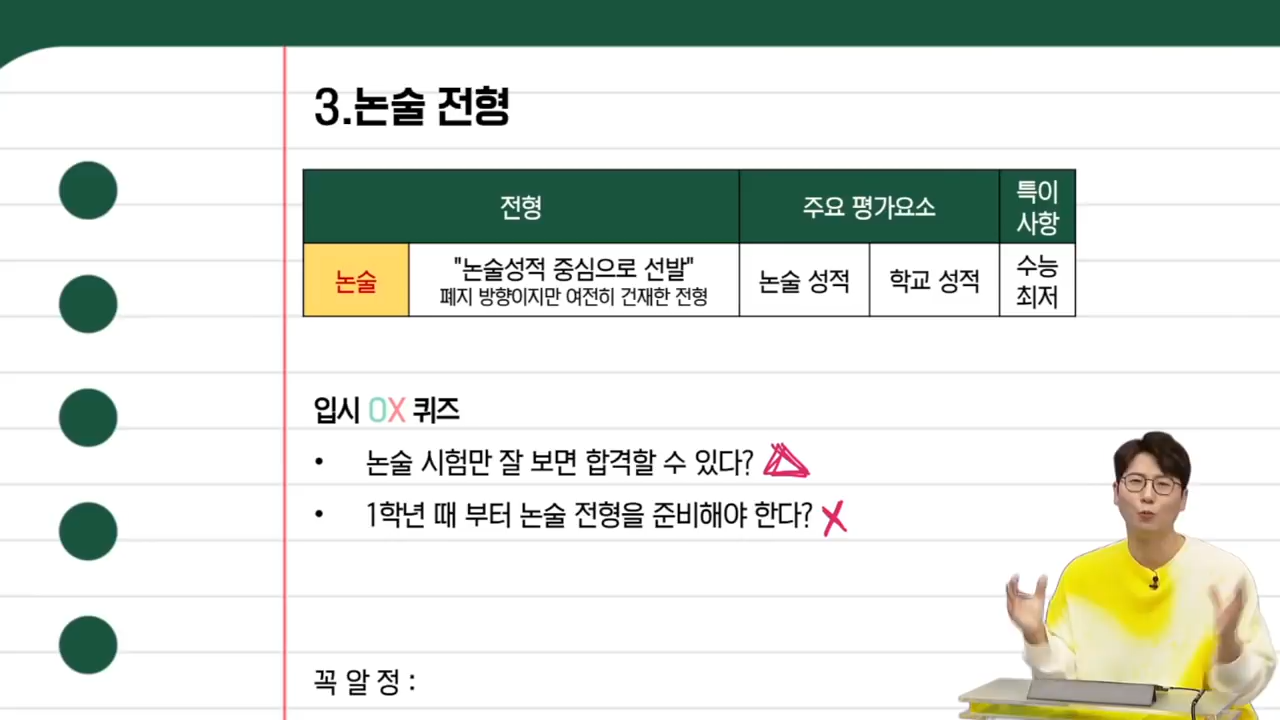 3.논술 전형
전형
주요 평가요소
특이
사항
논술
"논술성적 중심으로 선발"
폐지 방향이지만 여전히 건재한 전형
논술 성적
학교 성적
수능
최저
입시 OX 퀴즈
• 논술 시험만 잘 보면 합격할 수 있다?
• 1학년 때 부터 논술 전형을 준비해야 한다? X
꼭 알 정 :